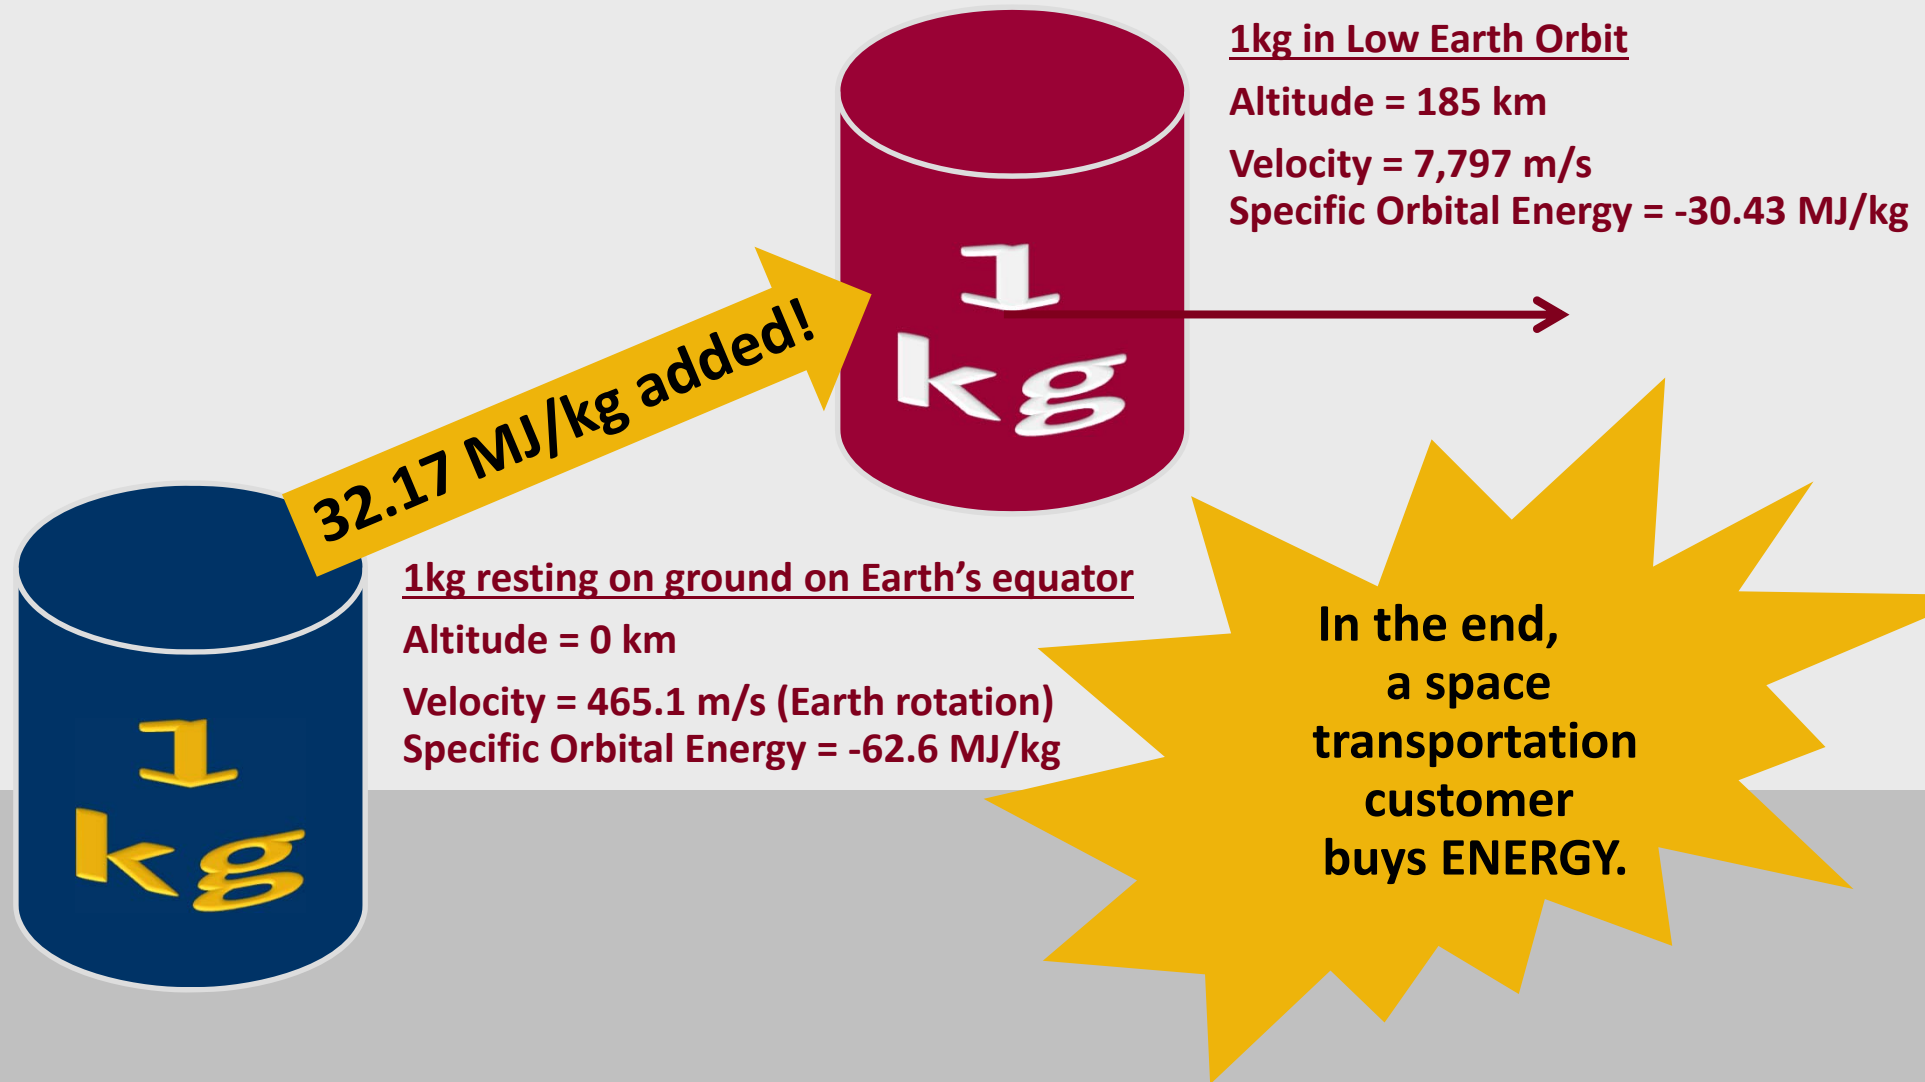 1kg in Low Earth Orbit
Altitude = 185 km
Velocity = 7,797 m/s
Specific Orbital Energy = -30.43 MJ/kg
1
kg
32.17 MJ/kg added!
1kg resting on ground on Earth’s equator
Altitude = 0 km
Velocity = 465.1 m/s (Earth rotation)
Specific Orbital Energy = -62.6 MJ/kg
1
kg
In the end,
a space
transportation
customer
buys ENERGY.